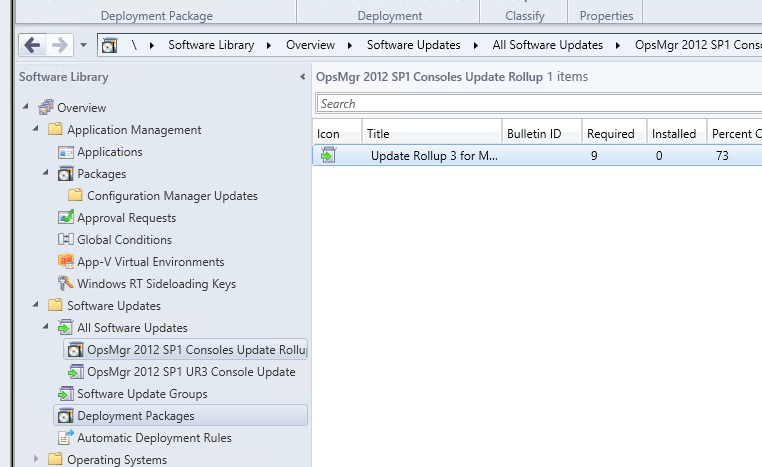 Deployment Package Deployment Classify Properties
\ Software Library Overview Software Updates All Software Updates OpsMgr 2012 SP1 Cons
Software Library
Overview
Application Management
Applications
Packages
Configuration Manager Updates
Approval Requests
Global Conditions
App-V Virtual Environments
Windows RT Sideloading Keys
Software Updates
All Software Updates
OpsMgr 2012 SP1 Consoles Update Rollu
OpsMgr 2012 SP1 UR3 Console Update
Software Update Groups
Deployment Packages
Automatic Deployment Rules
Operating Systems
OpsMgr 2012 SP1 Consoles Update Rollup 1 items
Search
Icon Title Bulletin ID Required Installed Percent C
Update Rollup 3 for M... 9 0 73